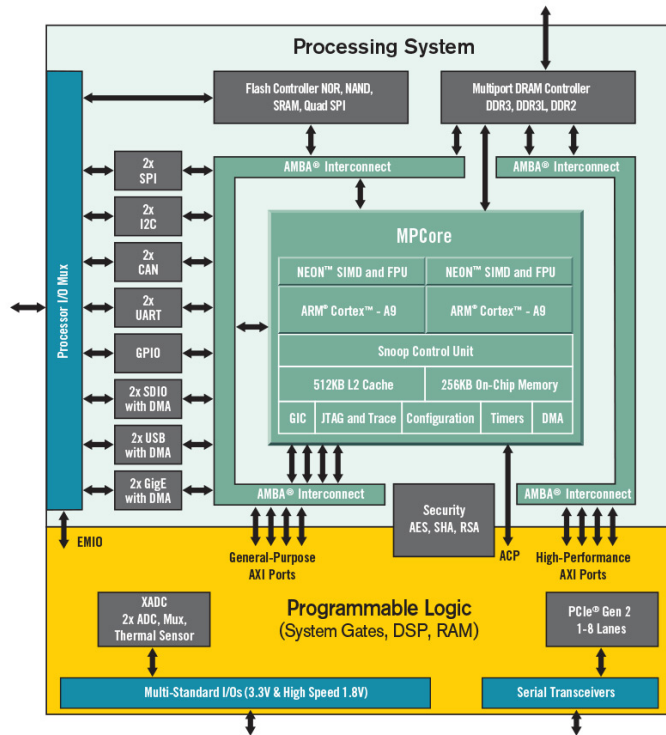 Processing System
Flash Controller NOR, NAND,
SRAM, Quad SPI
Multiport DRAM Controller
DDR3, DDR3L, DDR2
AMBA® Interconnect
AMBA® Interconnect
Processor I/O Mux
2x
SPI
2x
I2C
2x
CAN
2x
UART
GPIO
2x SDIO
with DMA
2x USB
with DMA
2x GigE
with DMA
MPCore
NEON™ SIMD and FPU
NEON™ SIMD and FPU
ARM® Cortex™ - A9
ARM® Cortex™ - A9
Snoop Control Unit
512KB L2 Cache
256KB On-Chip Memory
GIC
JTAG and Trace
Configuration
Timers
DMA
AMBA® Interconnect
AMBA® Interconnect
Security
AES, SHA, RSA
EMIO
General-Purpose
AXI Ports
ACP
High-Performance
AXI Ports
XADC
2x ADC, Mux,
Thermal Sensor
Programmable Logic
(System Gates, DSP, RAM)
PCIe® Gen 2
1-8 Lanes
Multi-Standard I/Os (3.3V & High Speed 1.8V)
Serial Transceivers